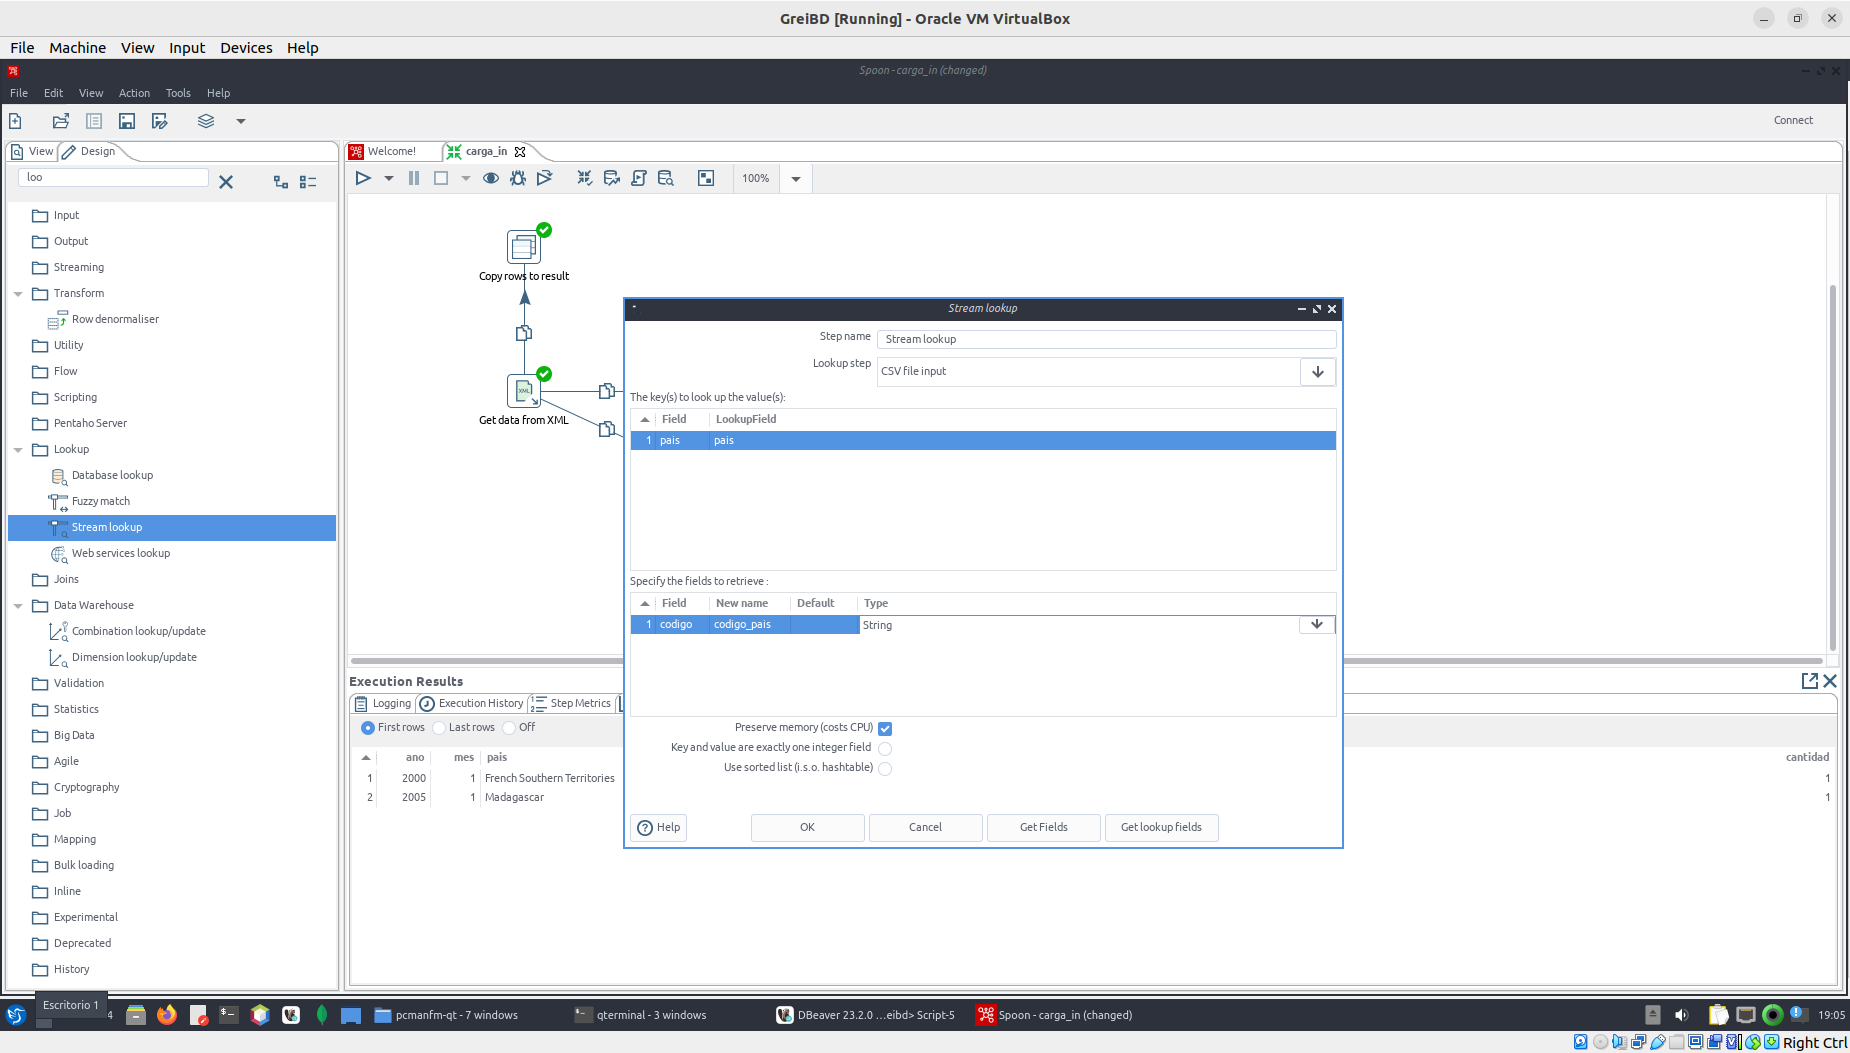 GreiBD [Running] - Oracle VM VirtualBox
File Machine View Input Devices Help
Spoon - carga_in (changed)
File Edit View Action Tools Help
Connect
View Design
Welcome! carga_in
loo
100%
Input
Output
Streaming
Transform
Row denormaliser
Utility
Flow
Scripting
Pentaho Server
Lookup
Database lookup
Fuzzy match
Stream lookup
Web services lookup
Joins
Data Warehouse
Combination lookup/update
Dimension lookup/update
Validation
Statistics
Big Data
Agile
Cryptography
Job
Mapping
Bulk loading
Inline
Experimental
Deprecated
History
Copy rows to result
XML
Get data from XML
Stream lookup
Step name Stream lookup
Lookup step CSV file input
The key(s) to look up the value(s):
Field LookupField
1 pais pais
Specify the fields to retrieve :
Field New name Default Type
1 codigo codigo_pais String
Preserve memory (costs CPU)
Key and value are exactly one integer field
Use sorted list (i.s.o. hashtable)
Help OK Cancel Get Fields Get lookup fields
Execution Results
Logging Execution History Step Metrics
First rows Last rows Off
ano mes pais cantidad
1 2000 1 French Southern Territories 1
2 2005 1 Madagascar 1
Escritorio 1
4 pcmanfm-qt - 7 windows qterminal - 3 windows DBeaver 23.2.0 ...eibd> Script-5 Spoon - carga_in (changed) 19:05
Right Ctrl